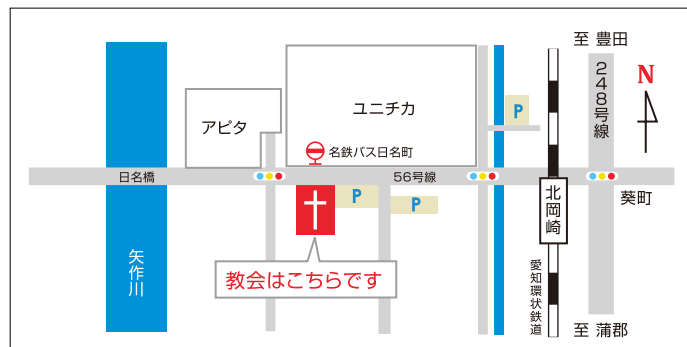 至 豊田
248号線
N
P
ユニチカ
アピタ
名鉄バス日名町
日名橋
56号線
葵町
北岡崎
P
P
矢作川
教会はこちらです
愛知環状鉄道
至 蒲郡